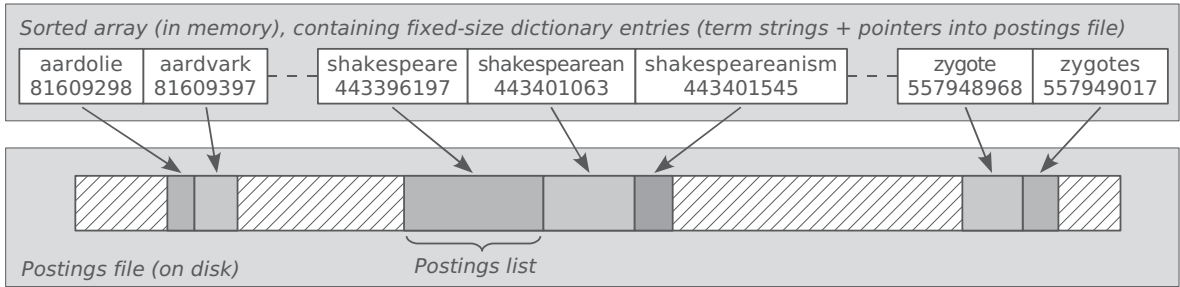 Sorted array (in memory), containing fixed-size dictionary entries (term strings + pointers into postings file)
aardolie aardvark shakespeare shakespearean shakespeareanism zygote zygotes
81609298 81609397 443396197 443401063 443401545 557948968 557949017
Postings file (on disk) Postings list